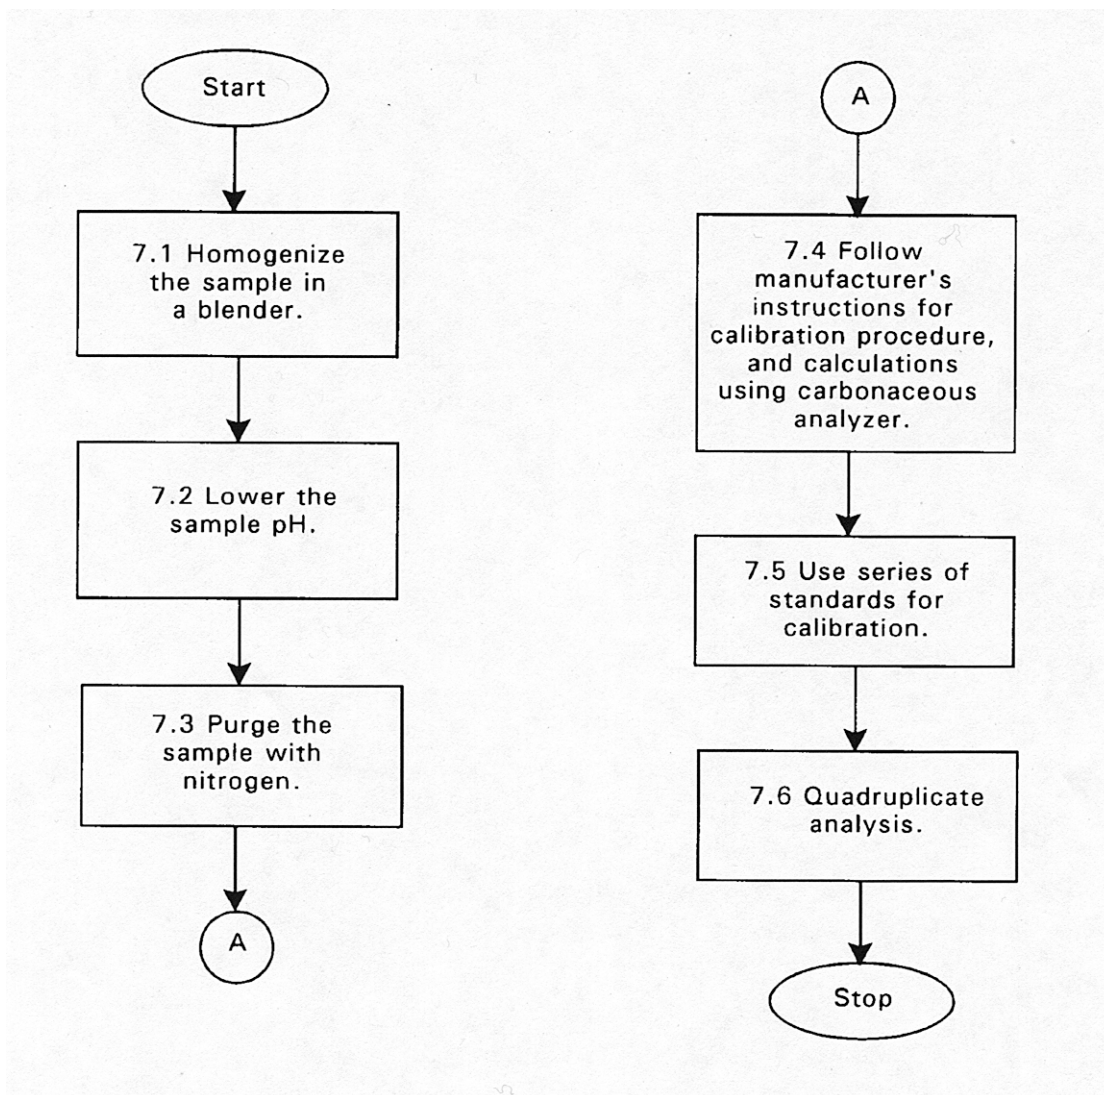 Start
7.1 Homogenize
the sample in
a blender.
7.2 Lower the
sample pH.
7.3 Purge the
sample with
nitrogen.
A
A
7.4 Follow
manufacturer's
instructions for
calibration procedure,
and calculations
using carbonaceous
analyzer.
7.5 Use series of
standards for
calibration.
7.6 Quadruplicate
analysis.
Stop